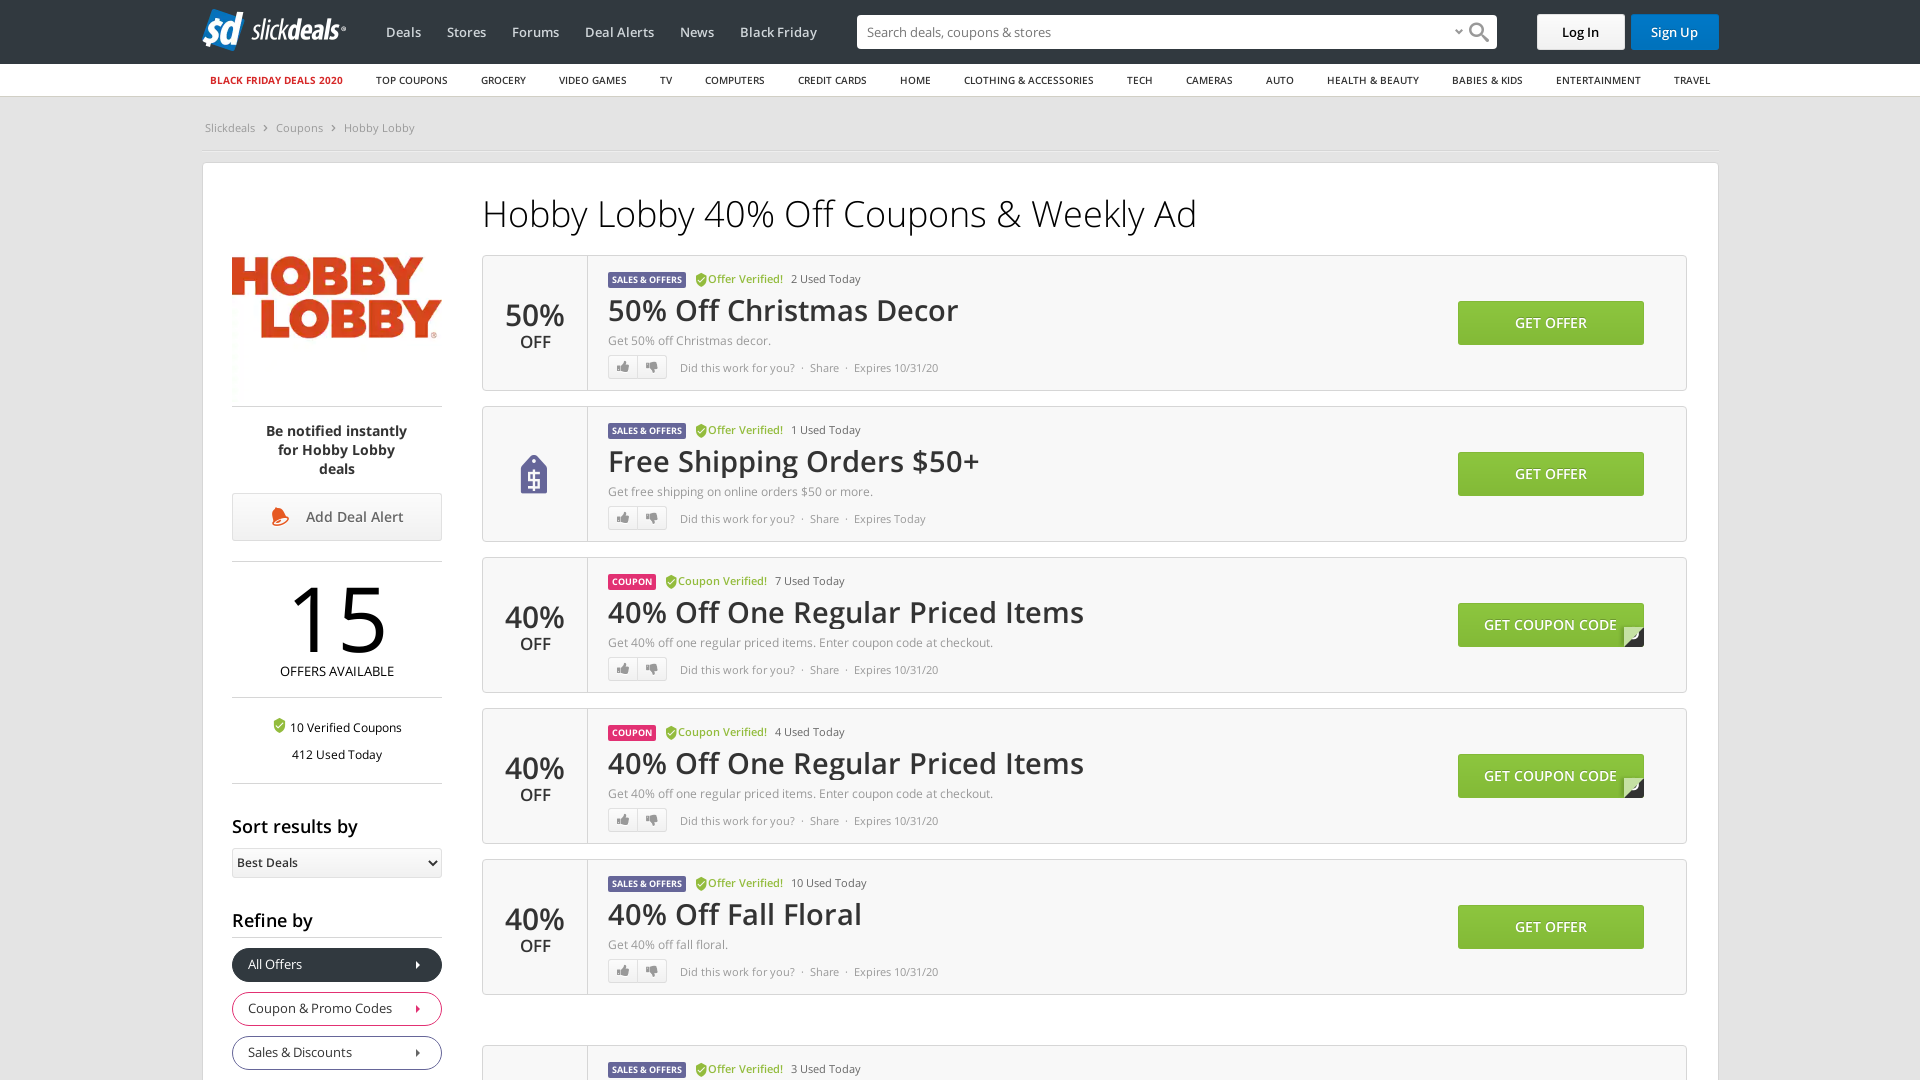 sd slickdeals®
Deals
Stores
Forums
Deal Alerts
News
Black Friday
Search deals, coupons & stores
Log In
Sign Up
BLACK FRIDAY DEALS 2020
TOP COUPONS
GROCERY
VIDEO GAMES
TV
COMPUTERS
CREDIT CARDS
HOME
CLOTHING & ACCESSORIES
TECH
CAMERAS
AUTO
HEALTH & BEAUTY
BABIES & KIDS
ENTERTAINMENT
TRAVEL
Slickdeals › Coupons › Hobby Lobby
HOBBY
LOBBY®
Be notified instantly
for Hobby Lobby
deals
Add Deal Alert
15
OFFERS AVAILABLE
10 Verified Coupons
412 Used Today
Sort results by
Best Deals
Refine by
All Offers
Coupon & Promo Codes
Sales & Discounts
Hobby Lobby 40% Off Coupons & Weekly Ad
50%
OFF
SALES & OFFERS Offer Verified! 2 Used Today
50% Off Christmas Decor
Get 50% off Christmas decor.
Did this work for you? · Share · Expires 10/31/20
GET OFFER
$
SALES & OFFERS Offer Verified! 1 Used Today
Free Shipping Orders $50+
Get free shipping on online orders $50 or more.
Did this work for you? · Share · Expires Today
GET OFFER
40%
OFF
COUPON Coupon Verified! 7 Used Today
40% Off One Regular Priced Items
Get 40% off one regular priced items. Enter coupon code at checkout.
Did this work for you? · Share · Expires 10/31/20
GET COUPON CODE
40%
OFF
COUPON Coupon Verified! 4 Used Today
40% Off One Regular Priced Items
Get 40% off one regular priced items. Enter coupon code at checkout.
Did this work for you? · Share · Expires 10/31/20
GET COUPON CODE
40%
OFF
SALES & OFFERS Offer Verified! 10 Used Today
40% Off Fall Floral
Get 40% off fall floral.
Did this work for you? · Share · Expires 10/31/20
GET OFFER
SALES & OFFERS Offer Verified! 3 Used Today